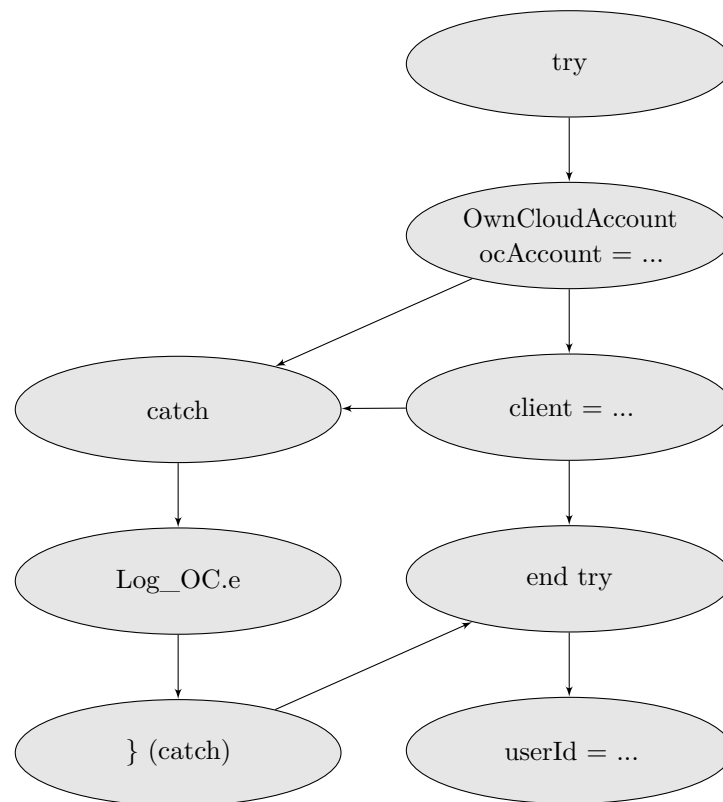 try
OwnCloudAccount
ocAccount = ...
catch
client = ...
Log_OC.e
end try
} (catch)
userId = ...